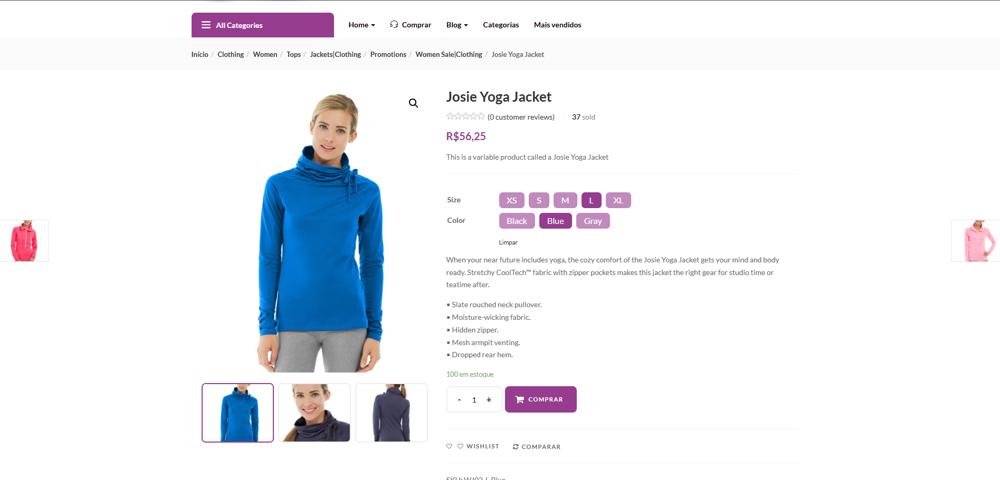 All Categories
Home
Comprar
Blog
Categorias
Mais vendidos
Início / Clothing / Women / Tops / Jackets|Clothing / Promotions / Women Sale|Clothing / Josie Yoga Jacket
Josie Yoga Jacket
(0 customer reviews)
37 sold
R$56,25
This is a variable product called a Josie Yoga Jacket
Size XS S M L XL
Color Black Blue Gray
Limpar
When your near future includes yoga, the cozy comfort of the Josie Yoga Jacket gets your mind and body
ready. Stretchy CoolTech™ fabric with zipper pockets makes this jacket the right gear for studio time or
teatime after.
• Slate rouched neck pullover.
• Moisture-wicking fabric.
• Hidden zipper.
• Mesh armpit venting.
• Dropped rear hem.
100 em estoque
- 1 +
COMPRAR
WISHLIST
COMPARAR